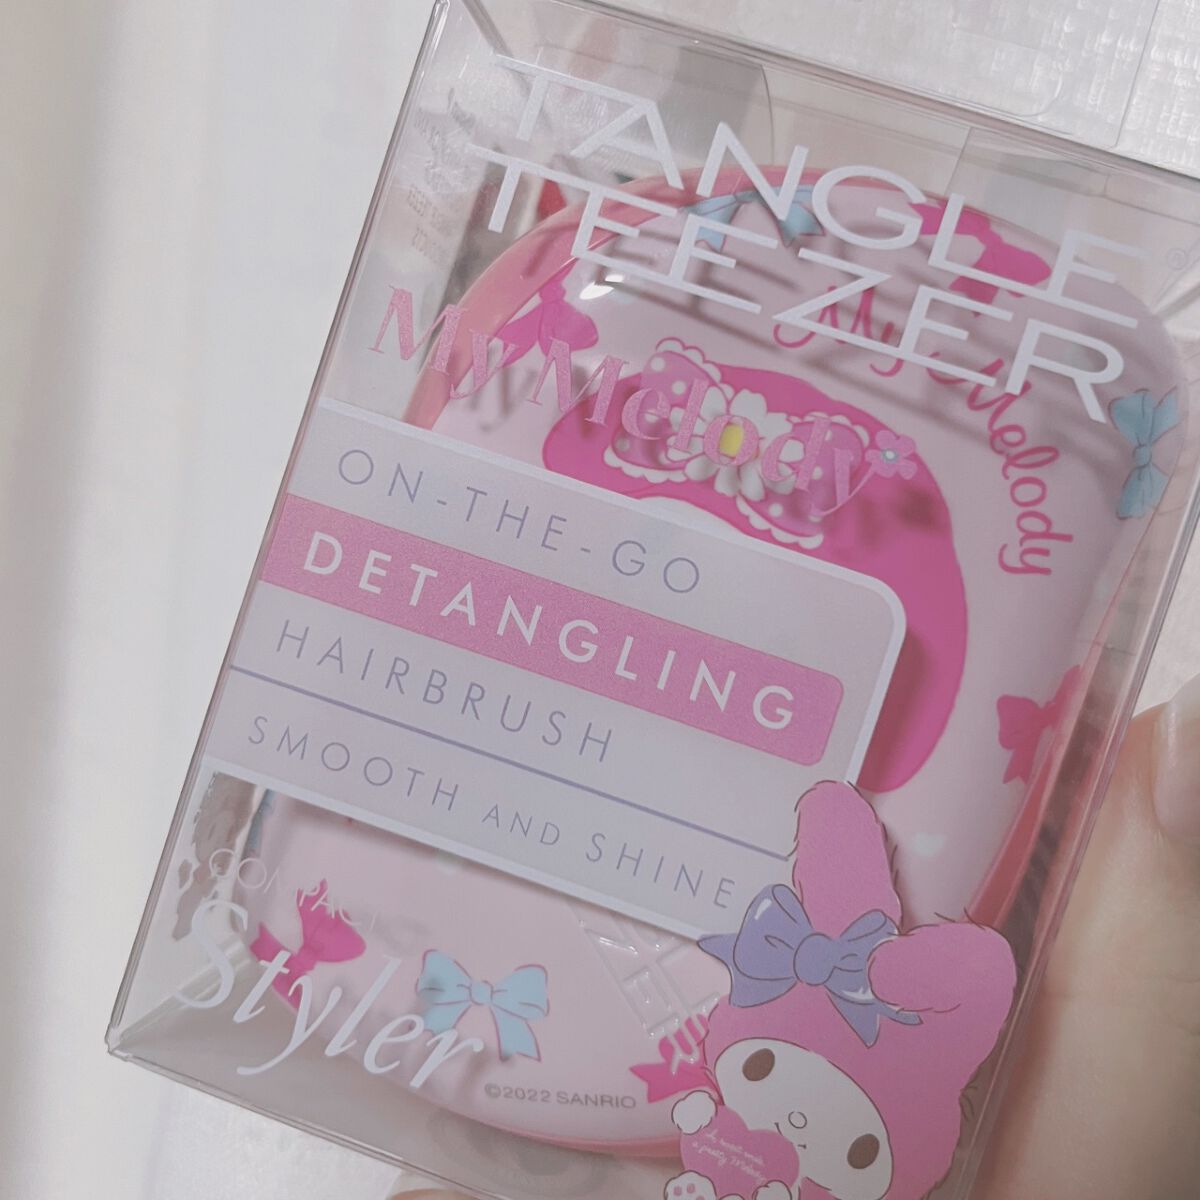 TANGLE
TEEZER
®
My Melody
My Melody
ON-THE-GO
DETANGLING
HAIRBRUSH
SMOOTH AND SHINE
COMPACT
Styler
©2022 SANRIO